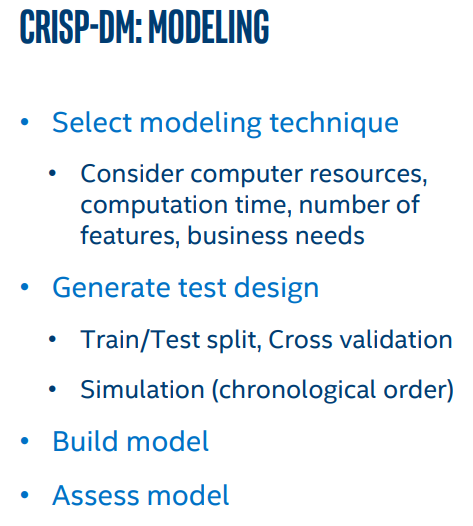 CRISP-DM: MODELING
• Select modeling technique
• Consider computer resources,
computation time, number of
features, business needs
• Generate test design
• Train/Test split, Cross validation
• Simulation (chronological order)
• Build model
• Assess model